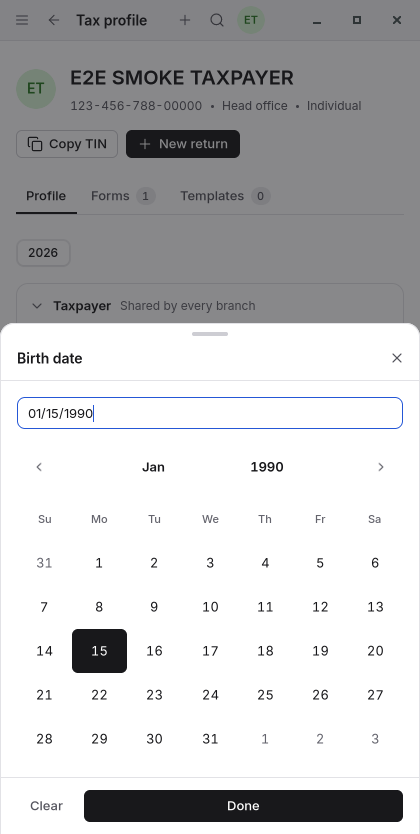 Tax profile ET
ET
E2E SMOKE TAXPAYER
123-456-788-00000 • Head office • Individual
Copy TIN New return
Profile Forms 1 Templates 0
2026
Taxpayer Shared by every branch
Birth date
01/15/1990
Jan 1990
Su Mo Tu We Th Fr Sa
31 1 2 3 4 5 6
7 8 9 10 11 12 13
14 15 16 17 18 19 20
21 22 23 24 25 26 27
28 29 30 31 1 2 3
Clear Done